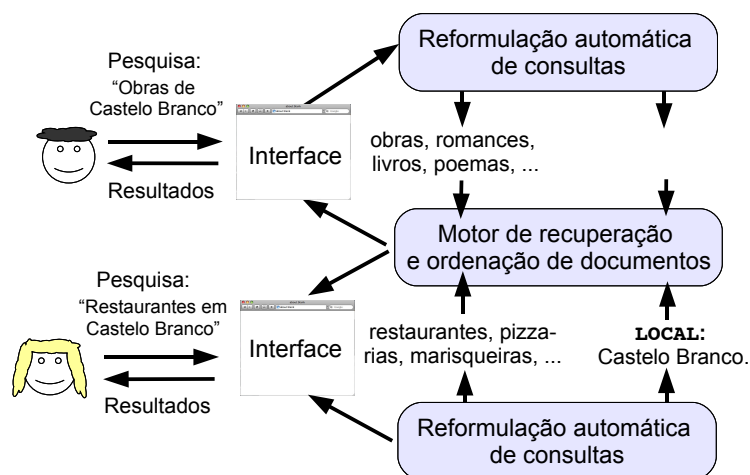 Pesquisa:
“Obras de
Castelo Branco”
Resultados
Interface
Reformulação automática
de consultas
obras, romances,
livros, poemas, ...
Motor de recuperação
e ordenação de documentos
Pesquisa:
“Restaurantes em
Castelo Branco”
Resultados
Interface
restaurantes, pizza-
rias, marisqueiras, ...
LOCAL:
Castelo Branco.
Reformulação automática
de consultas